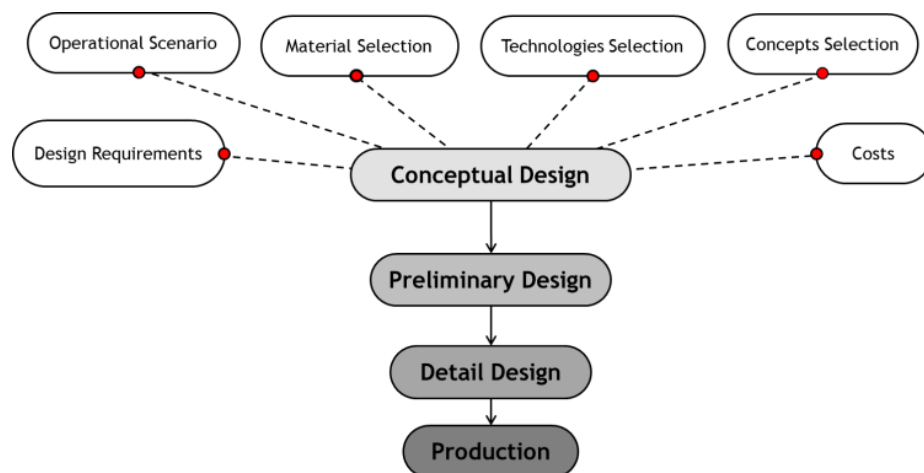 Operational Scenario
Material Selection
Technologies Selection
Concepts Selection
Design Requirements
Costs
Conceptual Design
Preliminary Design
Detail Design
Production